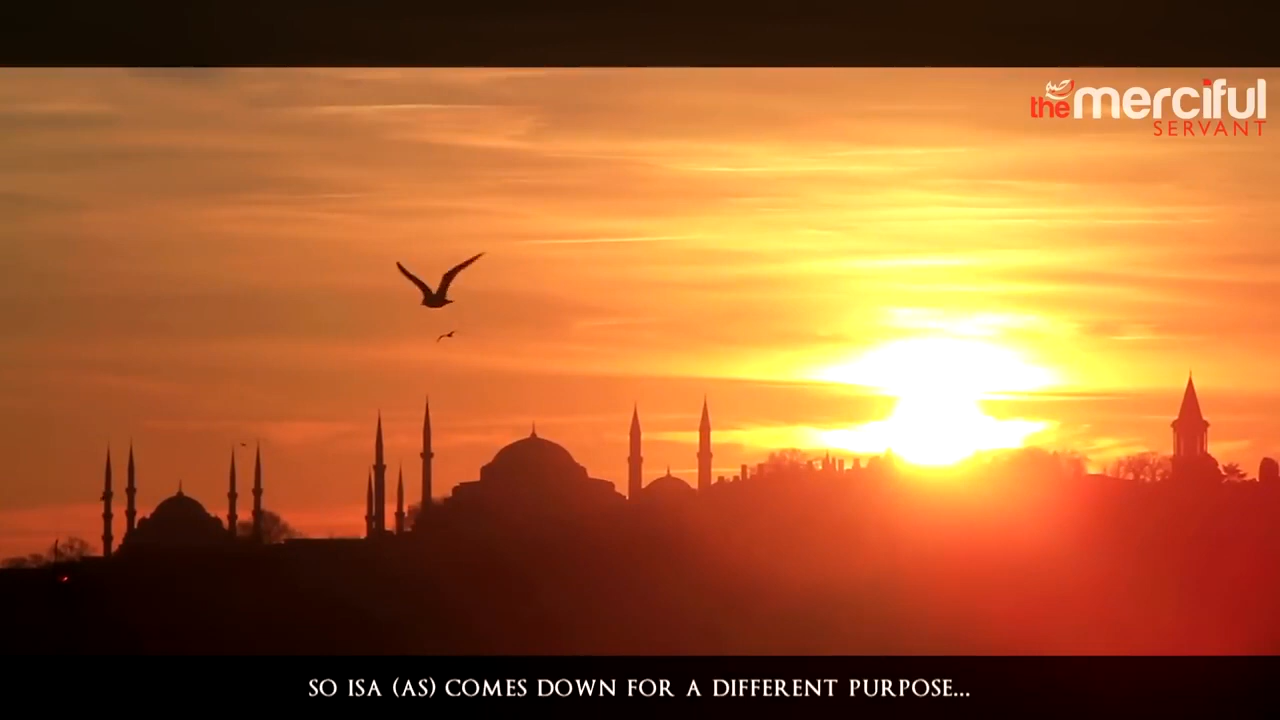 the merciful
SERVANT
SO ISA (AS) COMES DOWN FOR A DIFFERENT PURPOSE...